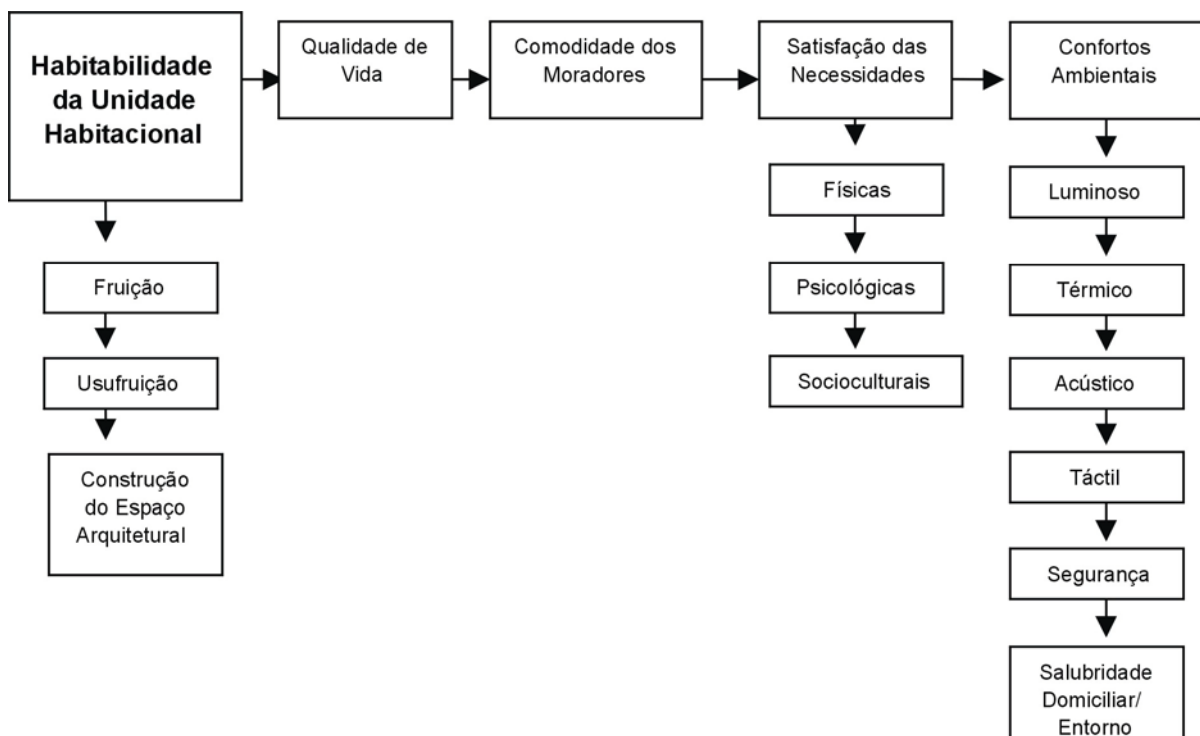 Habitabilidade
da Unidade
Habitacional
Qualidade de
Vida
Comodidade dos
Moradores
Satisfação das
Necessidades
Confortos
Ambientais
Fruição
Usufruição
Construção
do Espaço
Arquitetural
Físicas
Psicológicas
Socioculturais
Luminoso
Térmico
Acústico
Táctil
Segurança
Salubridade
Domiciliar/
Entorno